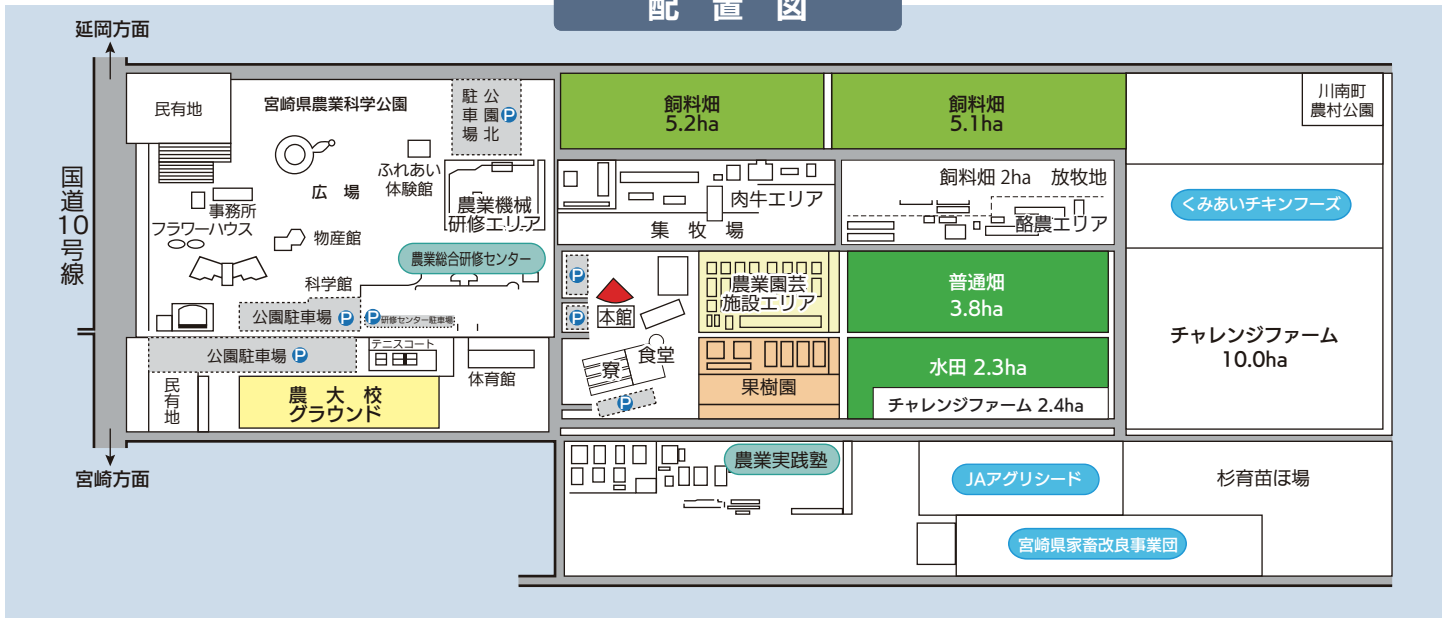 配置図
延岡方面
国道10号線
宮崎方面
民有地
宮崎県農業科学公園
公園北
駐車場
P
ふれあい
体験館
広場
農業機械
研修エリア
事務所
フラワーハウス
物産館
農業総合研修センター
科学館
公園駐車場 P
P 研修センター駐車場
公園駐車場 P
テニスコート
体育館
民有地
農大校
グラウンド
飼料畑
5.2ha
飼料畑
5.1ha
川南町
農村公園
肉牛エリア
集牧場
飼料畑 2ha 放牧地
酪農エリア
くみあいチキンフーズ
P
P
本館
農業園芸
施設エリア
普通畑
3.8ha
チャレンジファーム
10.0ha
食堂
寮
P
果樹園
水田 2.3ha
チャレンジファーム 2.4ha
農業実践塾
JAアグリシード
杉育苗ほ場
宮崎県家畜改良事業団